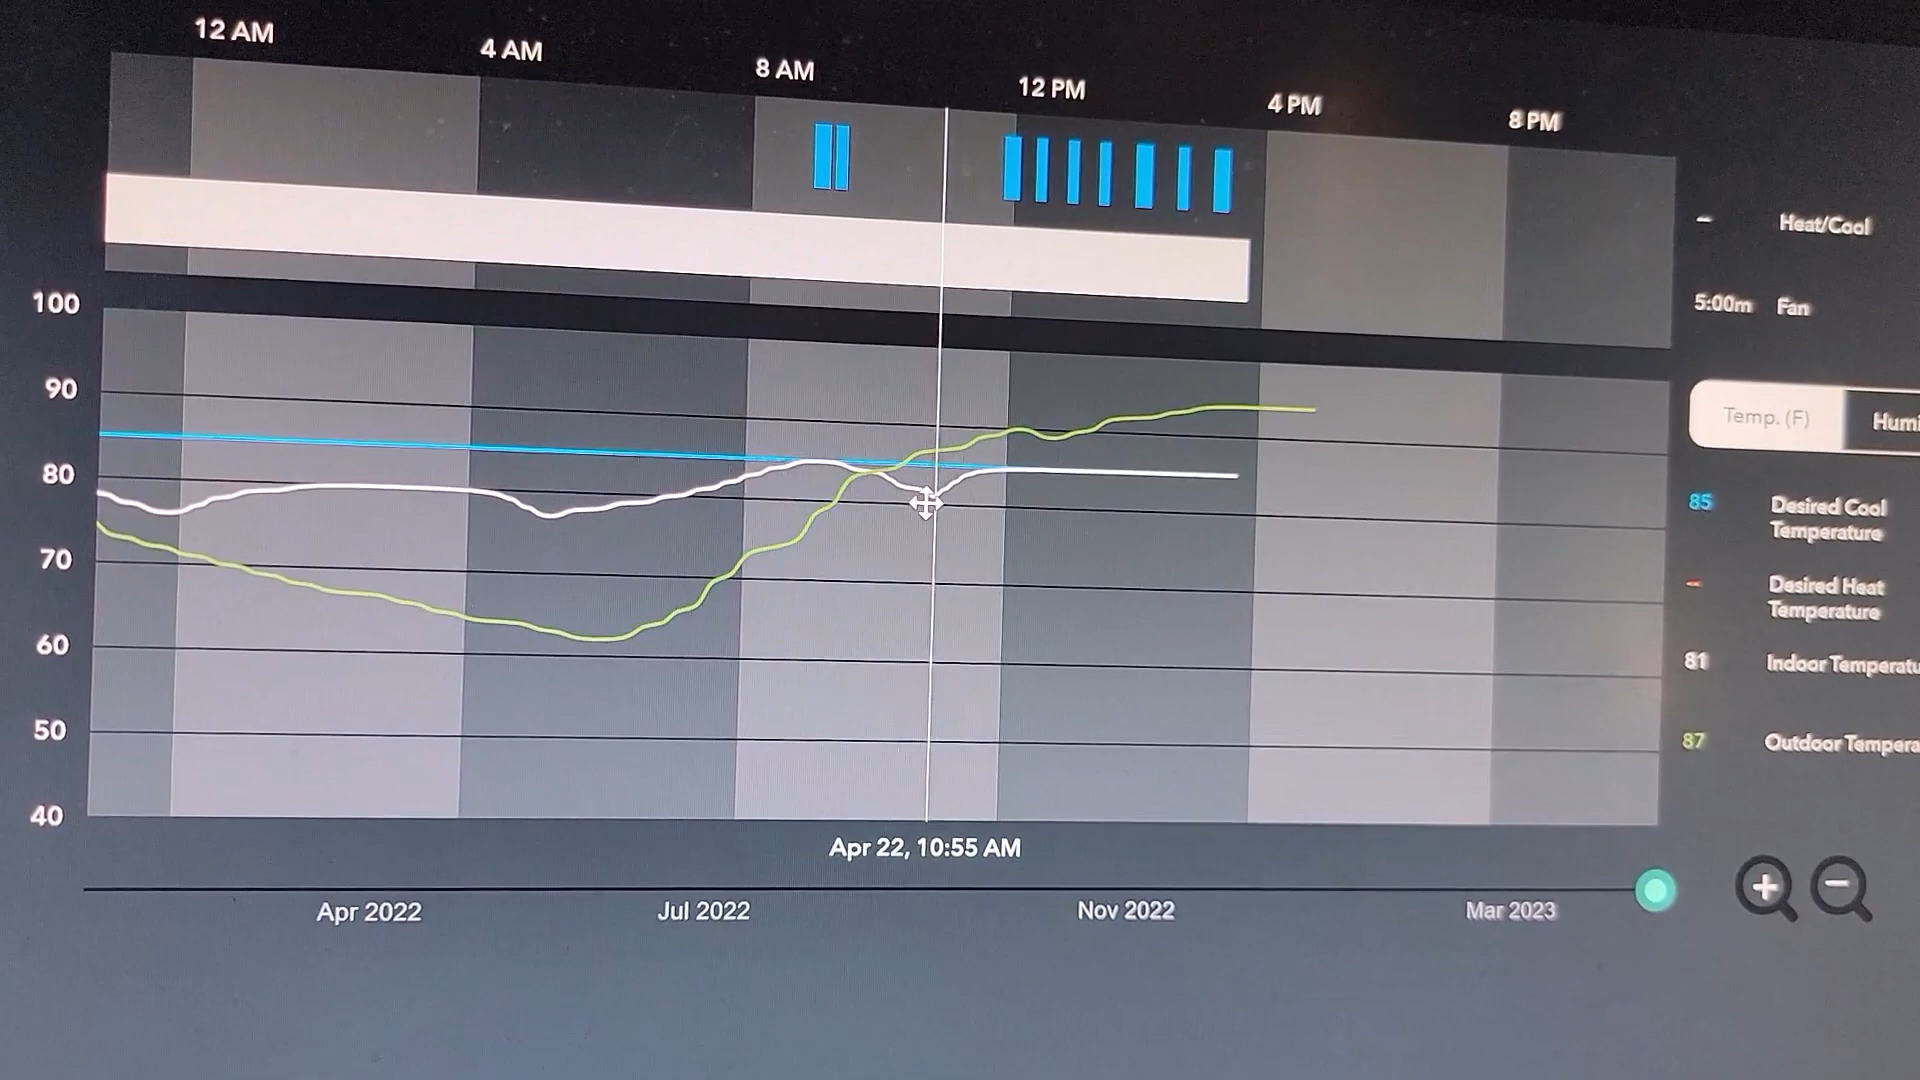 12 AM
4 AM
8 AM
12 PM
4 PM
8 PM
Heat/Cool
5:00m Fan
100
90
80
70
60
50
40
Temp. (F) Humi
85 Desired Cool
Temperature
Desired Heat
Temperature
81 Indoor Temperatu
87 Outdoor Tempera
Apr 22, 10:55 AM
Apr 2022
Jul 2022
Nov 2022
Mar 2023